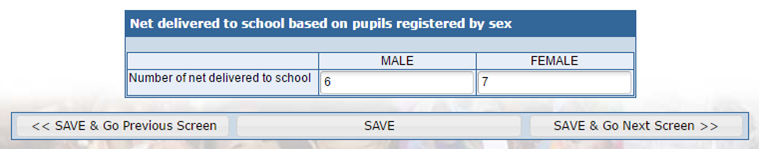 Net delivered to school based on pupils registered by sex
MALE FEMALE
Number of net delivered to school 6 7
<< SAVE & Go Previous Screen SAVE SAVE & Go Next Screen >>